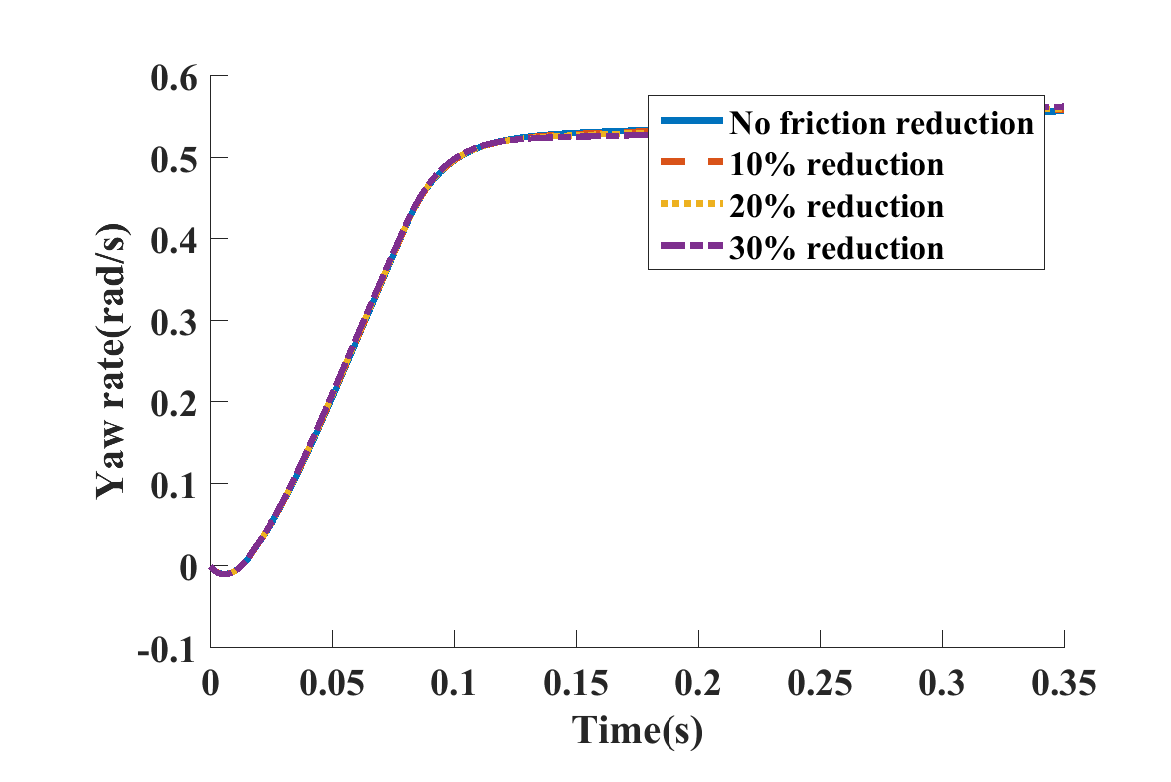 0.6
0.5
0.4
0.3
0.2
0.1
0
-0.1
Yaw rate(rad/s)
No friction reduction
10% reduction
20% reduction
30% reduction
0 0.05 0.1 0.15 0.2 0.25 0.3 0.35
Time(s)